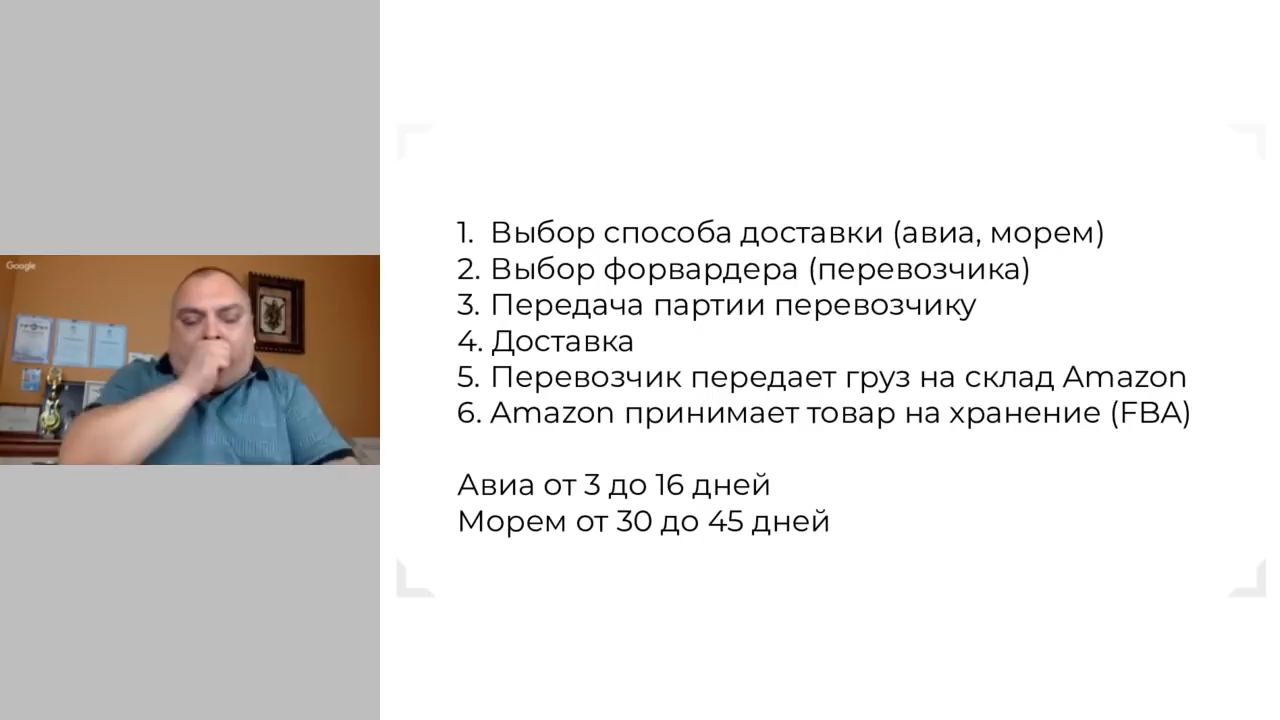 Google
1. Выбор способа доставки (авиа, морем)
2. Выбор форвардера (перевозчика)
3. Передача партии перевозчику
4. Доставка
5. Перевозчик передает груз на склад Amazon
6. Amazon принимает товар на хранение (FBA)
Авиа от 3 до 16 дней
Морем от 30 до 45 дней